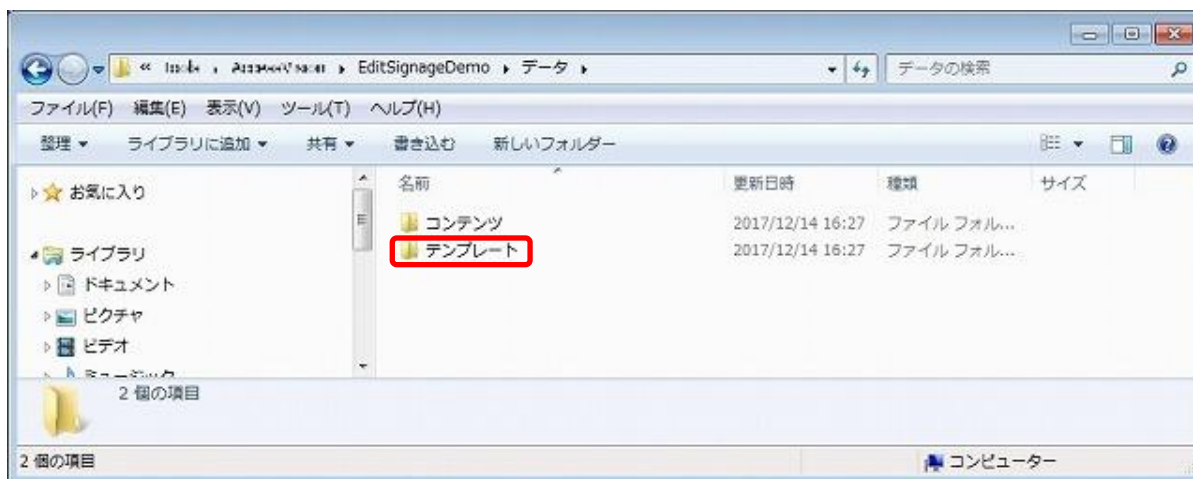 EditSignageDemo データ データの検索
ファイル(F) 編集(E) 表示(V) ツール(T) ヘルプ(H)
整理 ライブラリに追加 共有 書き込む 新しいフォルダー
お気に入り
ライブラリ
ドキュメント
ピクチャ
ビデオ
ミュージック
名前 更新日時 種類 サイズ
コンテンツ 2017/12/14 16:27 ファイル フォル...
テンプレート 2017/12/14 16:27 ファイル フォル...
2 個の項目
2 個の項目 コンピューター